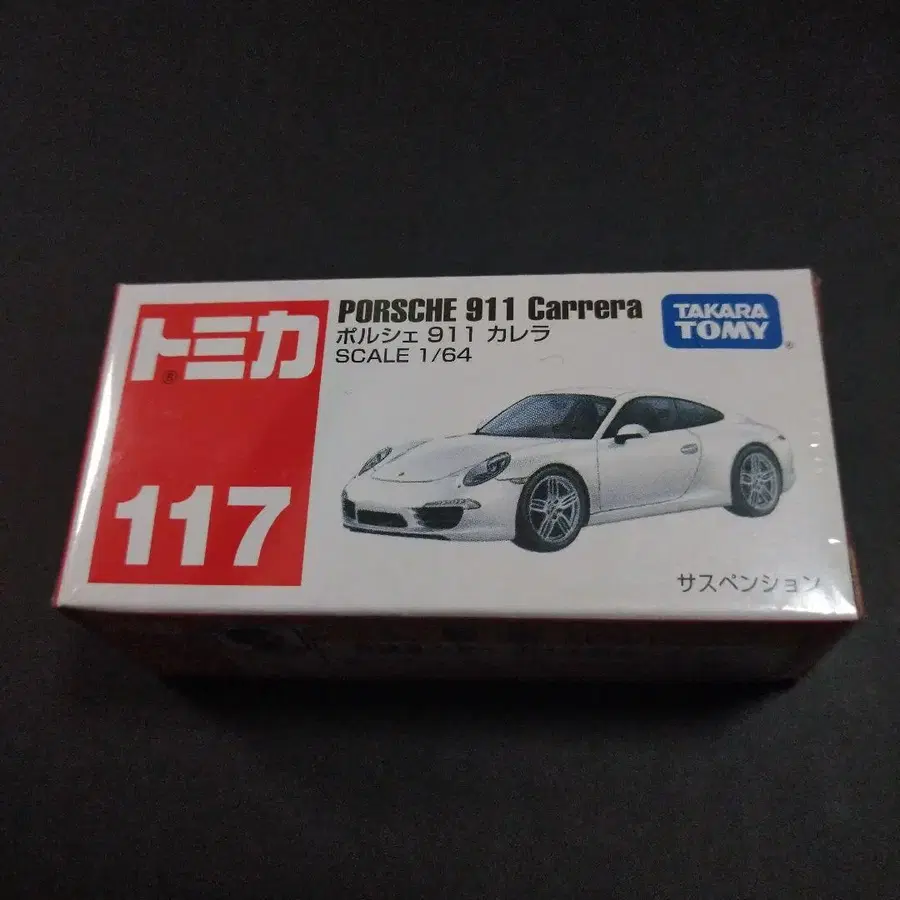 トミカ
®
117
PORSCHE 911 Carrera
ポルシェ 911 カレラ
SCALE 1/64
TAKARA
TOMY
®
サスペンション